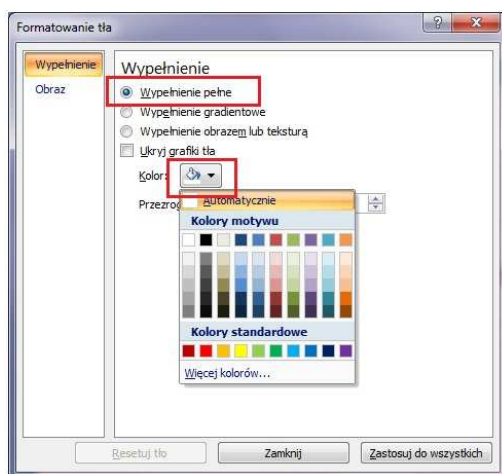 Formatowanie tła
Wypełnienie
Obraz
Wypełnienie
Wypełnienie pełne
Wypełnienie gradientowe
Wypełnienie obrazem lub teksturą
Ukryj grafiki tła
Kolor:
Automatycznie
Kolory motywu
Kolory standardowe
Więcej kolorów...
Resetuj tło
Zamknij
Zastosuj do wszystkich